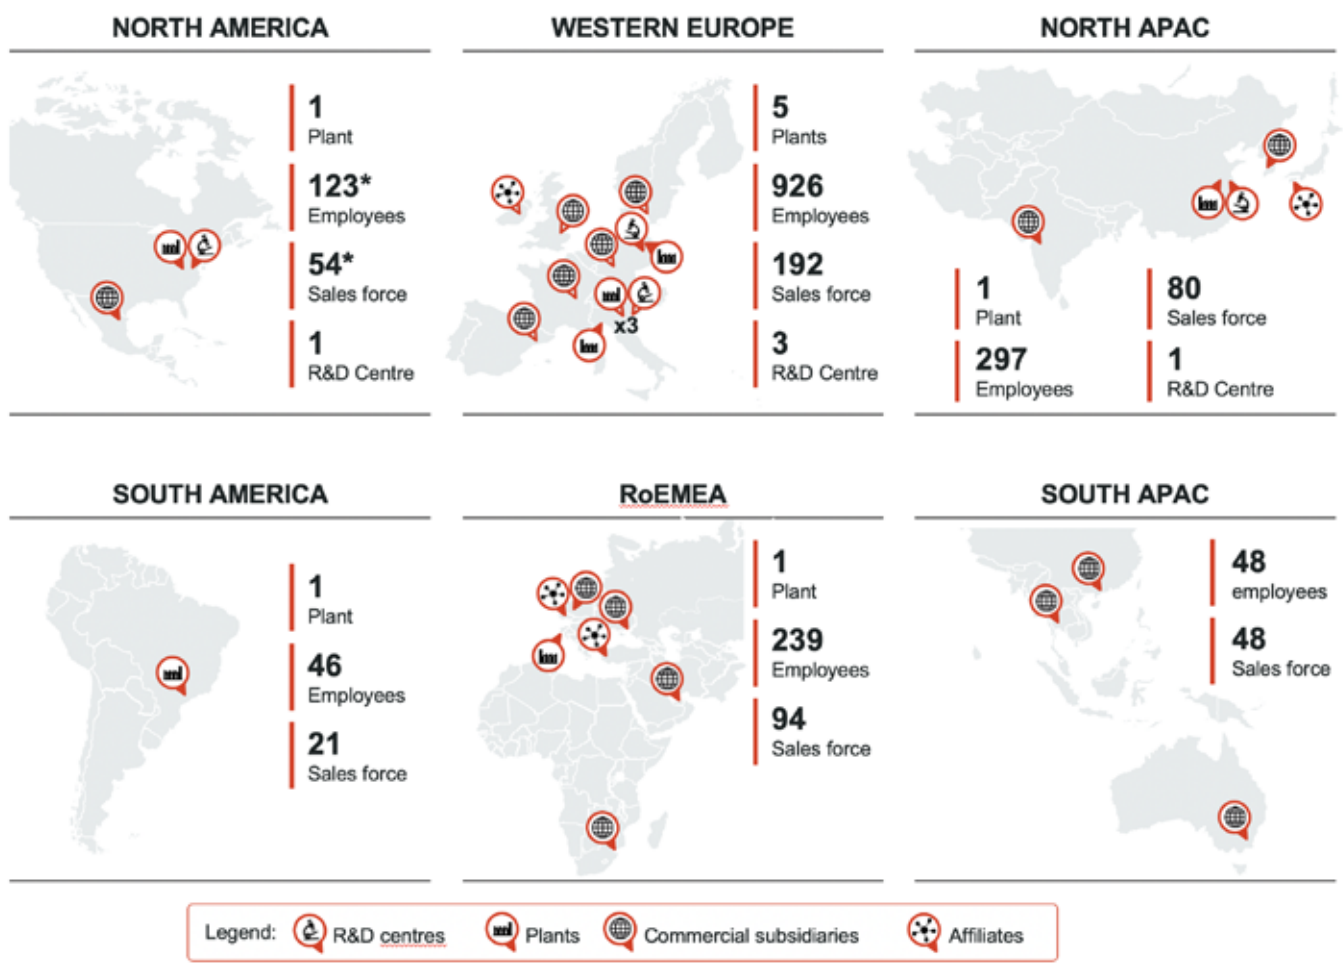 NORTH AMERICA
1
Plant
123*
Employees
54*
Sales force
1
R&D Centre
WESTERN EUROPE
x3
5
Plants
926
Employees
192
Sales force
3
R&D Centre
NORTH APAC
1
Plant
297
Employees
80
Sales force
1
R&D Centre
SOUTH AMERICA
1
Plant
46
Employees
21
Sales force
RoEMEA
1
Plant
239
Employees
94
Sales force
SOUTH APAC
48
employees
48
Sales force
Legend: R&D centres Plants Commercial subsidiaries Affiliates